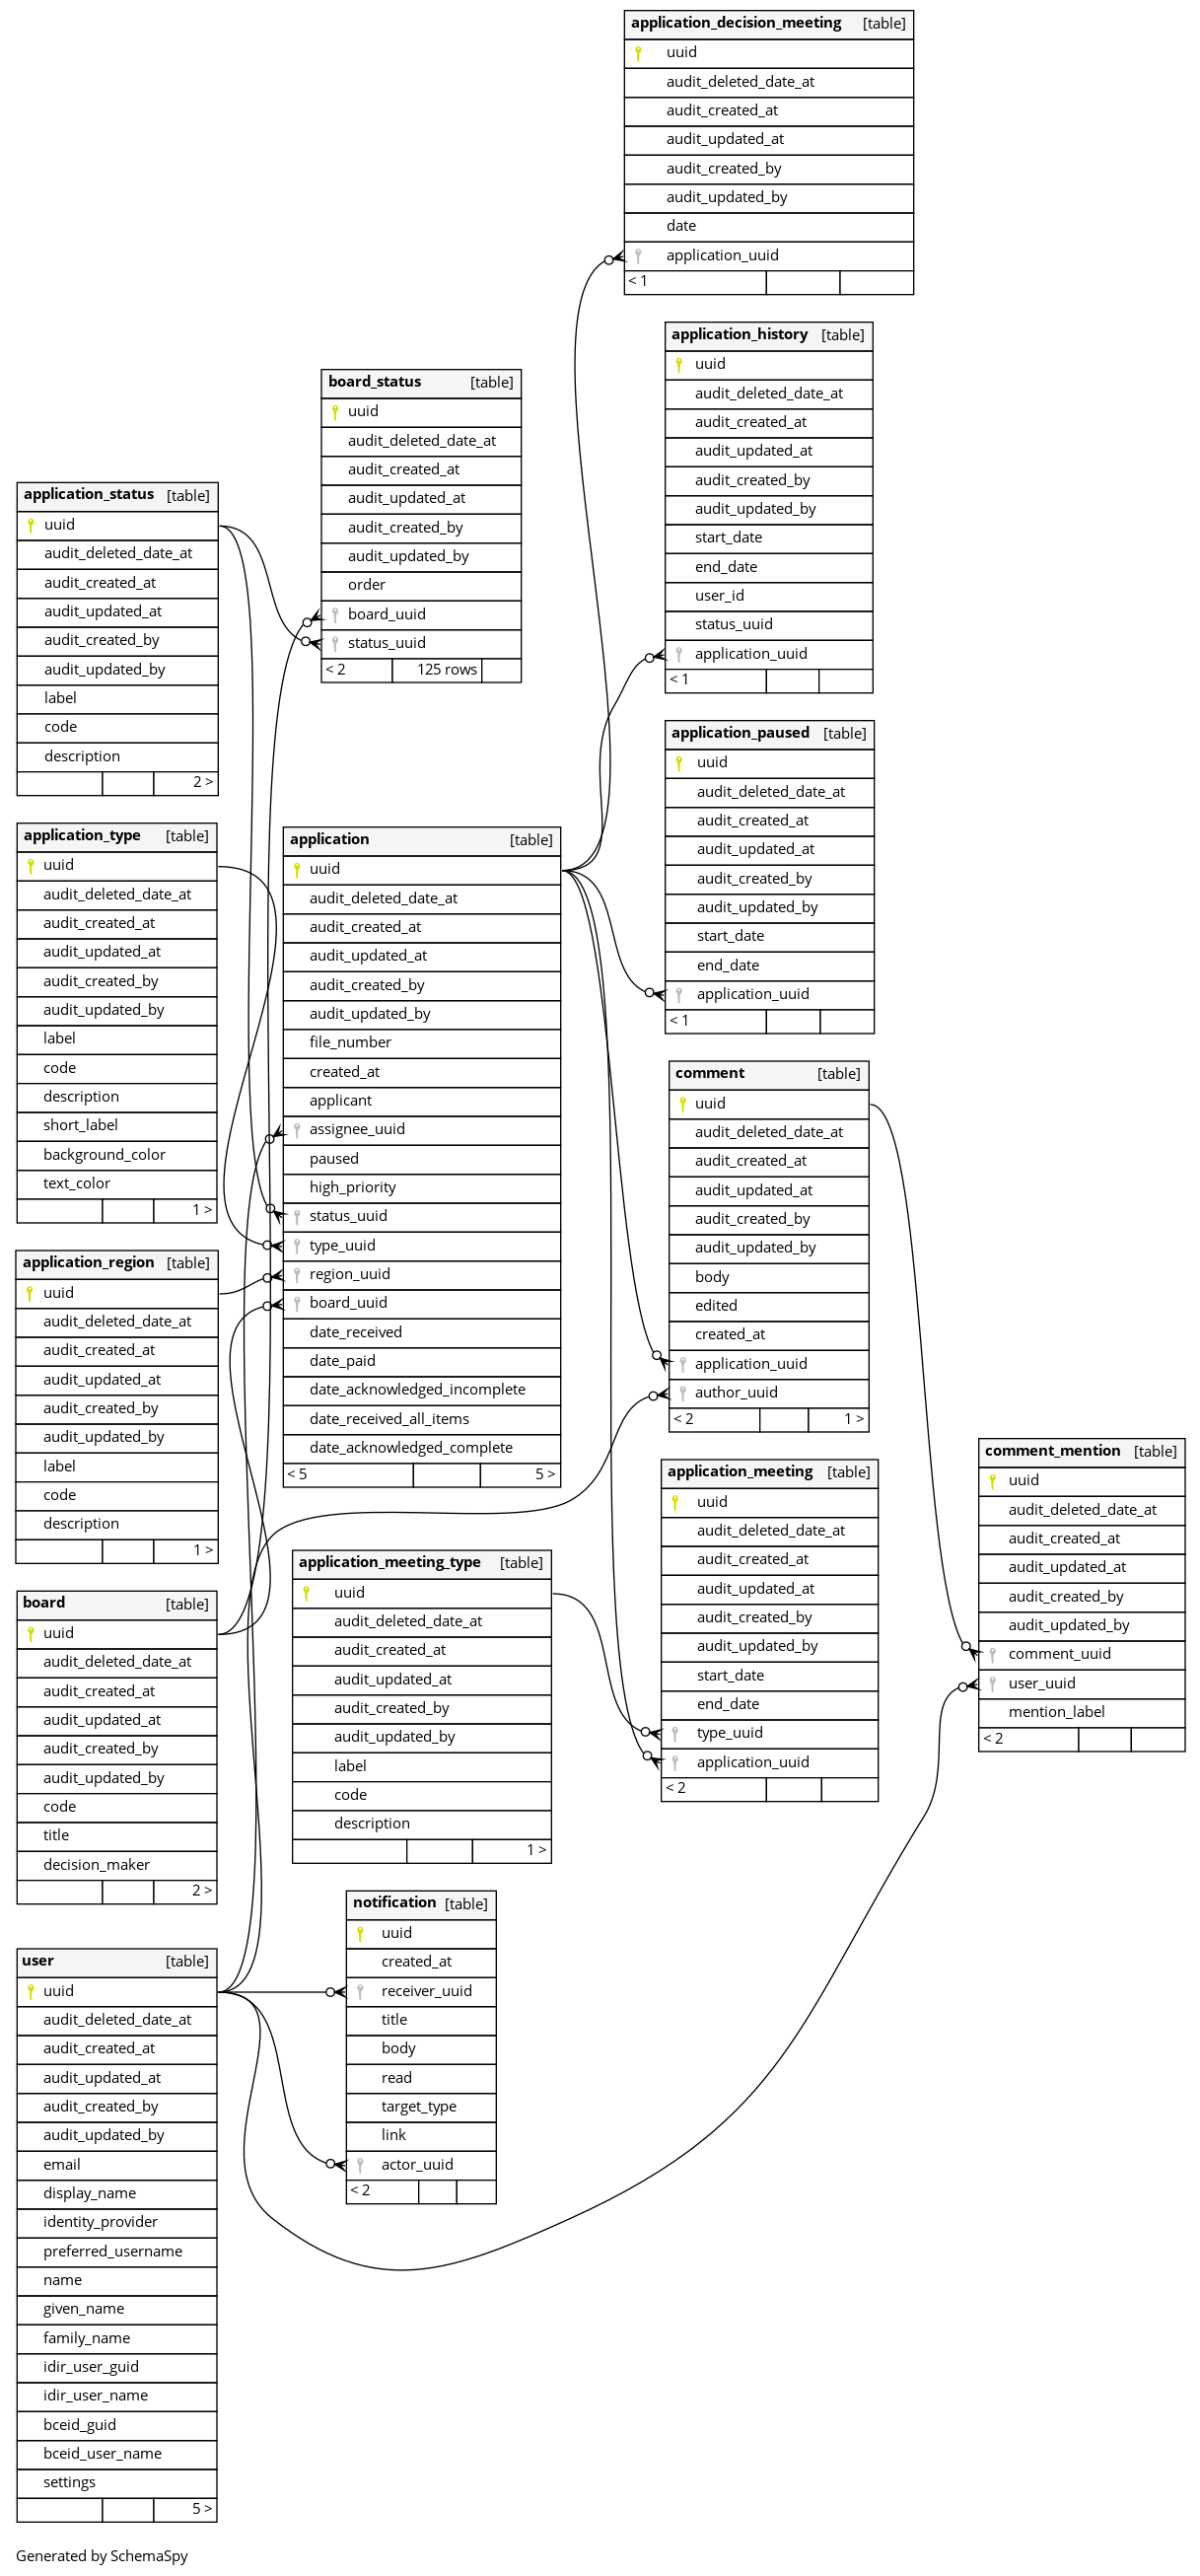 application_decision_meeting [table]
uuid
audit_deleted_date_at
audit_created_at
audit_updated_at
audit_created_by
audit_updated_by
date
application_uuid
< 1
application_history [table]
uuid
audit_deleted_date_at
audit_created_at
audit_updated_at
audit_created_by
audit_updated_by
start_date
end_date
user_id
status_uuid
application_uuid
< 1
board_status [table]
uuid
audit_deleted_date_at
audit_created_at
audit_updated_at
audit_created_by
audit_updated_by
order
board_uuid
status_uuid
< 2 125 rows
application_status [table]
uuid
audit_deleted_date_at
audit_created_at
audit_updated_at
audit_created_by
audit_updated_by
label
code
description
2 >
application_paused [table]
uuid
audit_deleted_date_at
audit_created_at
audit_updated_at
audit_created_by
audit_updated_by
start_date
end_date
application_uuid
< 1
application_type [table]
uuid
audit_deleted_date_at
audit_created_at
audit_updated_at
audit_created_by
audit_updated_by
label
code
description
short_label
background_color
text_color
1 >
application [table]
uuid
audit_deleted_date_at
audit_created_at
audit_updated_at
audit_created_by
audit_updated_by
file_number
created_at
applicant
assignee_uuid
paused
high_priority
status_uuid
type_uuid
region_uuid
board_uuid
date_received
date_paid
date_acknowledged_incomplete
date_received_all_items
date_acknowledged_complete
< 5 5 >
comment [table]
uuid
audit_deleted_date_at
audit_created_at
audit_updated_at
audit_created_by
audit_updated_by
body
edited
created_at
application_uuid
author_uuid
< 2 1 >
application_region [table]
uuid
audit_deleted_date_at
audit_created_at
audit_updated_at
audit_created_by
audit_updated_by
label
code
description
1 >
comment_mention [table]
uuid
audit_deleted_date_at
audit_created_at
audit_updated_at
audit_created_by
audit_updated_by
comment_uuid
user_uuid
mention_label
< 2
application_meeting [table]
uuid
audit_deleted_date_at
audit_created_at
audit_updated_at
audit_created_by
audit_updated_by
start_date
end_date
type_uuid
application_uuid
< 2
application_meeting_type [table]
uuid
audit_deleted_date_at
audit_created_at
audit_updated_at
audit_created_by
audit_updated_by
label
code
description
1 >
board [table]
uuid
audit_deleted_date_at
audit_created_at
audit_updated_at
audit_created_by
audit_updated_by
code
title
decision_maker
2 >
notification [table]
uuid
created_at
receiver_uuid
title
body
read
target_type
link
actor_uuid
< 2
user [table]
uuid
audit_deleted_date_at
audit_created_at
audit_updated_at
audit_created_by
audit_updated_by
email
display_name
identity_provider
preferred_username
name
given_name
family_name
idir_user_guid
idir_user_name
bceid_guid
bceid_user_name
settings
5 >
Generated by SchemaSpy